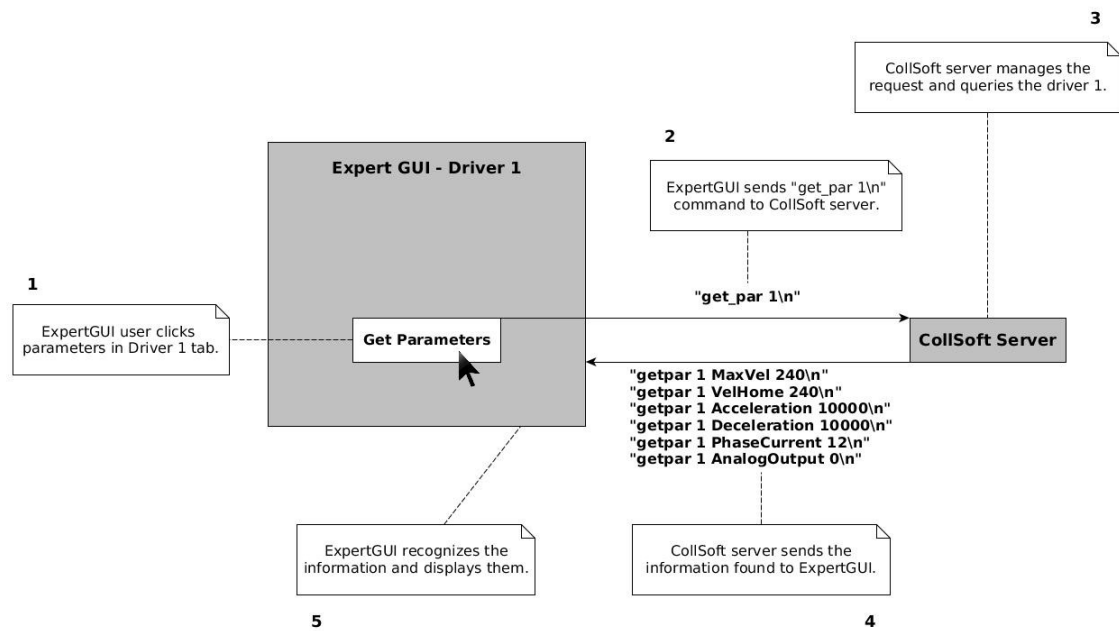 3
CollSoft server manages the
request and queries the driver 1.
2
Expert GUI - Driver 1
ExpertGUI sends "get_par 1\n"
command to CollSoft server.
1
"get_par 1\n"
ExpertGUI user clicks
parameters in Driver 1 tab.
Get Parameters
CollSoft Server
"getpar 1 MaxVel 240\n"
"getpar 1 VelHome 240\n"
"getpar 1 Acceleration 10000\n"
"getpar 1 Deceleration 10000\n"
"getpar 1 PhaseCurrent 12\n"
"getpar 1 AnalogOutput 0\n"
ExpertGUI recognizes the
information and displays them.
CollSoft server sends the
information found to ExpertGUI.
5
4